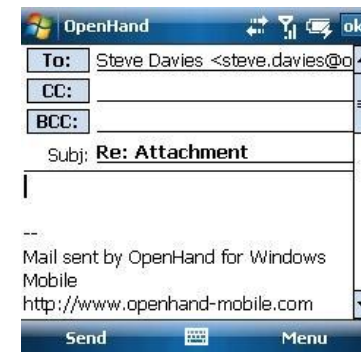 OpenHand ok
To: Steve Davies <steve.davies@o
CC:
BCC:
Subj: Re: Attachment
--
Mail sent by OpenHand for Windows
Mobile
http://www.openhand-mobile.com
Send Menu